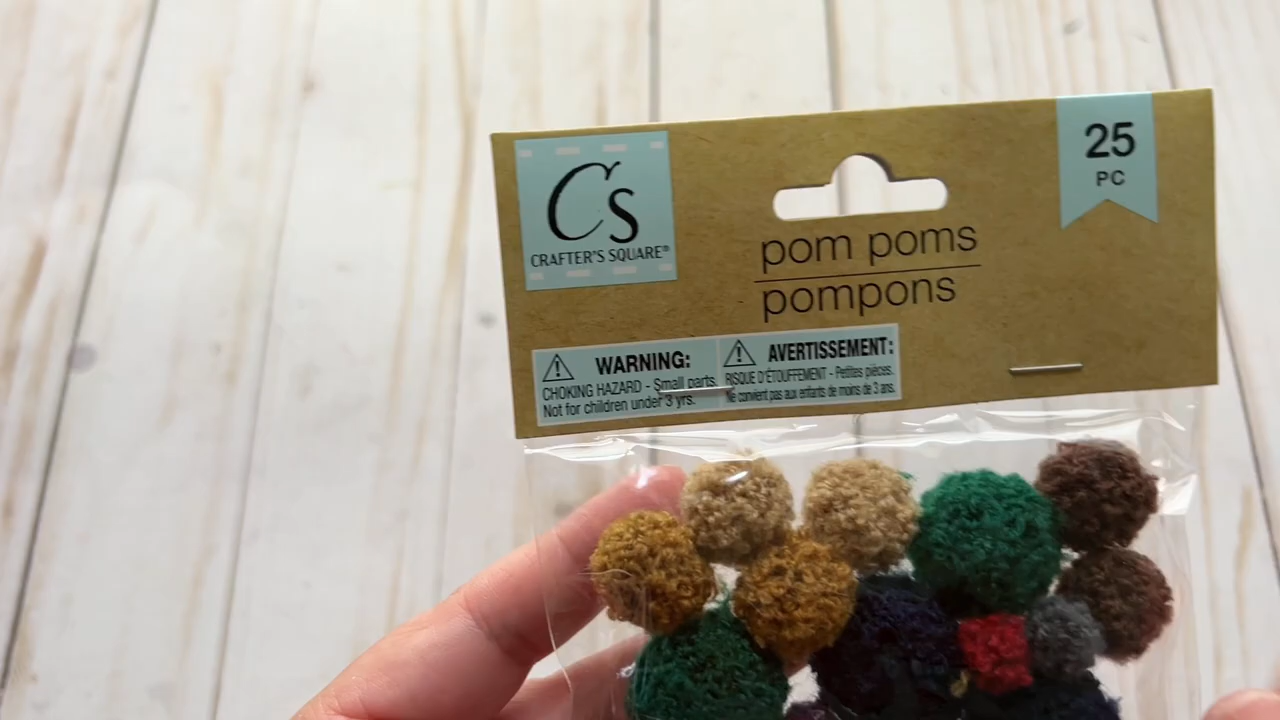 Cs
CRAFTER'S SQUARE®
25
PC
pom poms
pompons
WARNING:
CHOKING HAZARD - Small parts.
Not for children under 3 yrs.
AVERTISSEMENT:
RISQUE D'ÉTOUFFEMENT - Petites pièces.
Ne convient pas aux enfants de moins de 3 ans.